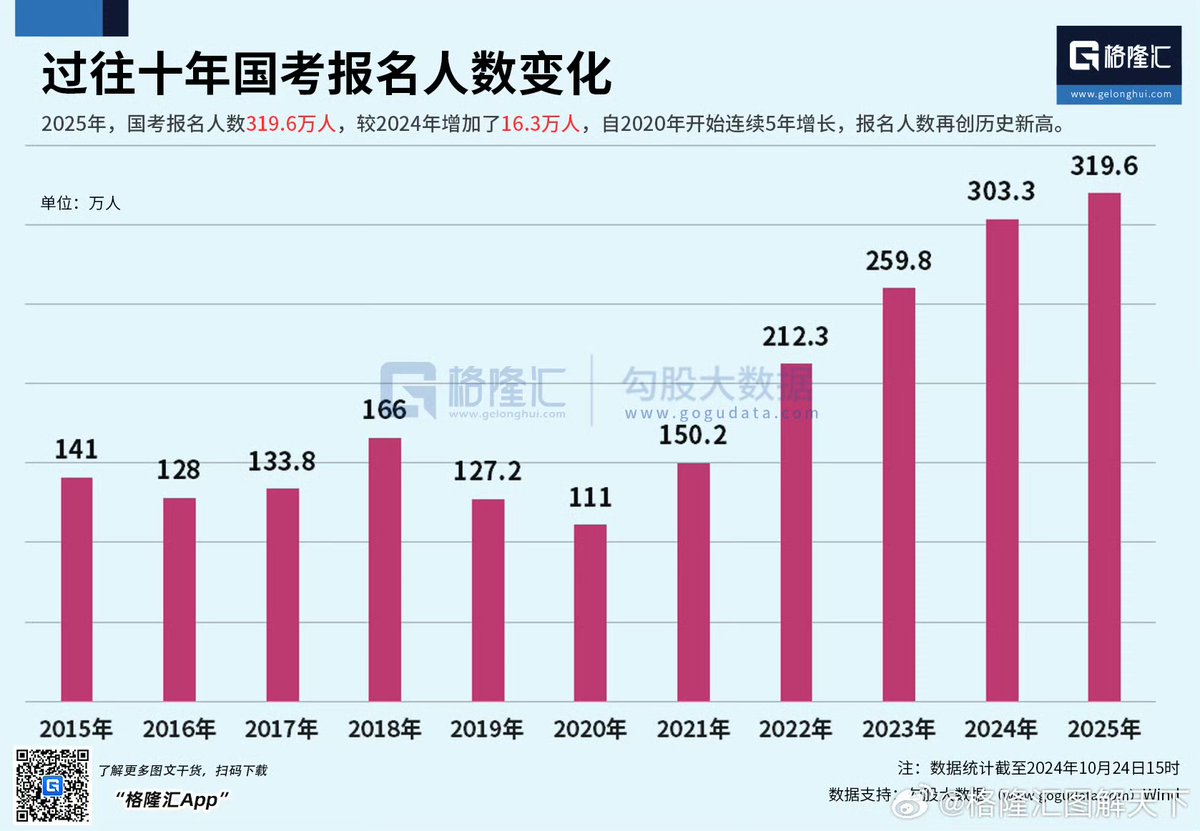 过往十年国考报名人数变化
格隆汇
www.gelonghui.com
2025年，国考报名人数319.6万人，较2024年增加了16.3万人，自2020年开始连续5年增长，报名人数再创历史新高。
单位：万人
319.6
303.3
259.8
212.3
格隆汇 勾股大数据
www.gelonghui.com www.gogudata.com
166
150.2
141
133.8
128
127.2
111
2015年 2016年 2017年 2018年 2019年 2020年 2021年 2022年 2023年 2024年 2025年
了解更多图文干货，扫码下载
“格隆汇App”
注：数据统计截至2024年10月24日15时
数据支持：勾股大数据（www.gogudata.com）Wind
@格隆汇图解天下